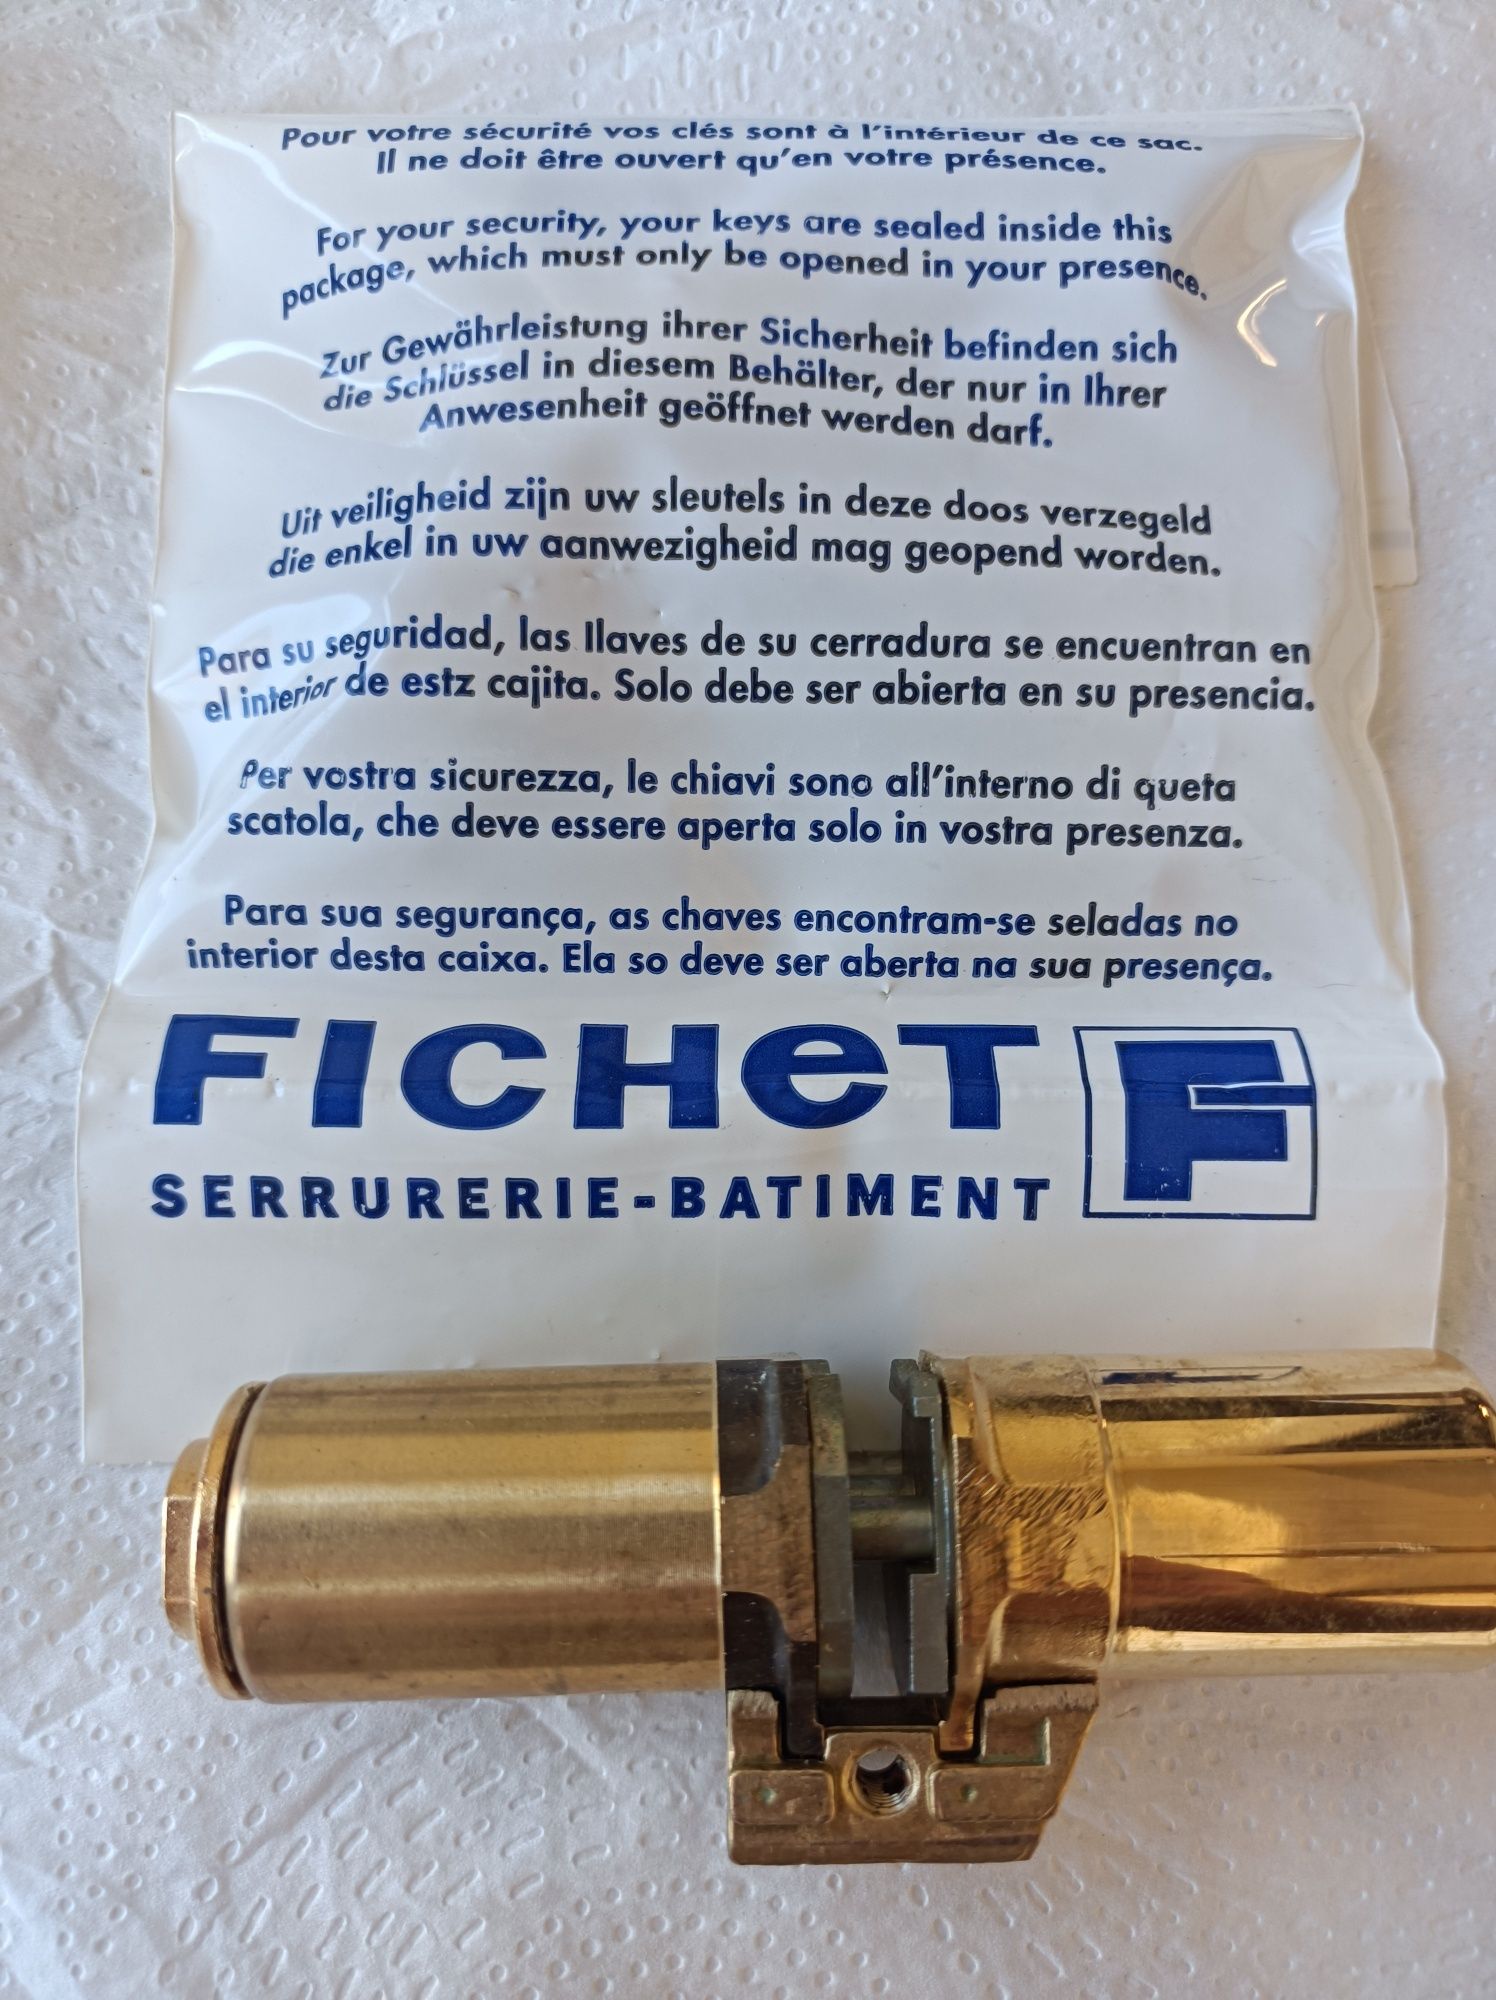 Pour votre sécurité vos clés sont à l'intérieur de ce sac.
Il ne doit être ouvert qu'en votre présence.
For your security, your keys are sealed inside this
package, which must only be opened in your presence.
Zur Gewährleistung ihrer Sicherheit befinden sich
die Schlüssel in diesem Behälter, der nur in Ihrer
Anwesenheit geöffnet werden darf.
Uit veiligheid zijn uw sleutels in deze doos verzegeld
die enkel in uw aanwezigheid mag geopend worden.
Para su seguridad, las llaves de su cerradura se encuentran en
el interior de estz cajita. Solo debe ser abierta en su presencia.
Per vostra sicurezza, le chiavi sono all'interno di queta
scatola, che deve essere aperta solo in vostra presenza.
Para sua segurança, as chaves encontram-se seladas no
interior desta caixa. Ela so deve ser aberta na sua presença.
FICHeT F
SERRURERIE-BATIMENT